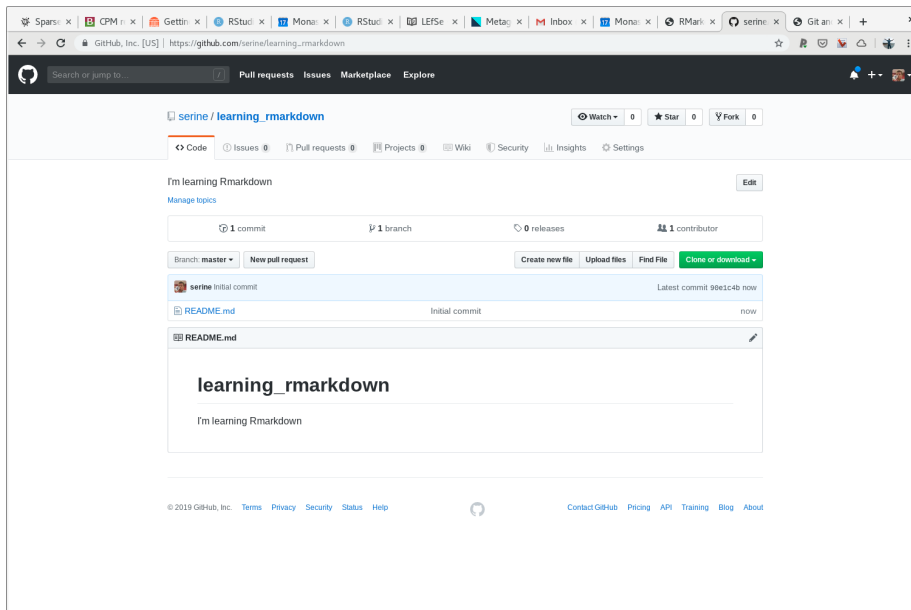 Sparse CPM n Gettin RStudi Monas RStudi LEfSe Metag Inbox Monas RMark serine. Git and
GitHub, Inc. [US] | https://github.com/serine/learning_rmarkdown
Search or jump to... / Pull requests Issues Marketplace Explore
serine / learning_rmarkdown Watch 0 Star 0 Fork 0
Code Issues 0 Pull requests 0 Projects 0 Wiki Security Insights Settings
I'm learning Rmarkdown Edit
Manage topics
1 commit 1 branch 0 releases 1 contributor
Branch: master New pull request Create new file Upload files Find File Clone or download
serine Initial commit Latest commit 90e1c4b now
README.md Initial commit now
README.md
learning_rmarkdown
I'm learning Rmarkdown
© 2019 GitHub, Inc. Terms Privacy Security Status Help Contact GitHub Pricing API Training Blog About